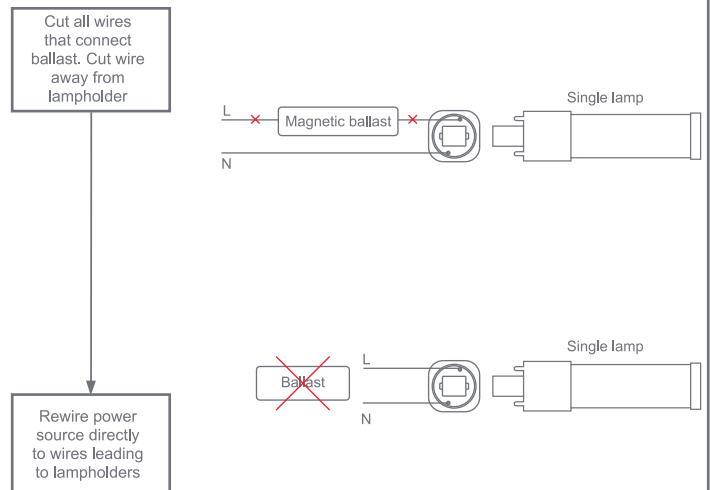 Cut all wires
that connect
ballast. Cut wire
away from
lampholder
L
Magnetic ballast
N
Single lamp
L
Ballast
N
Single lamp
Rewire power
source directly
to wires leading
to lampholders